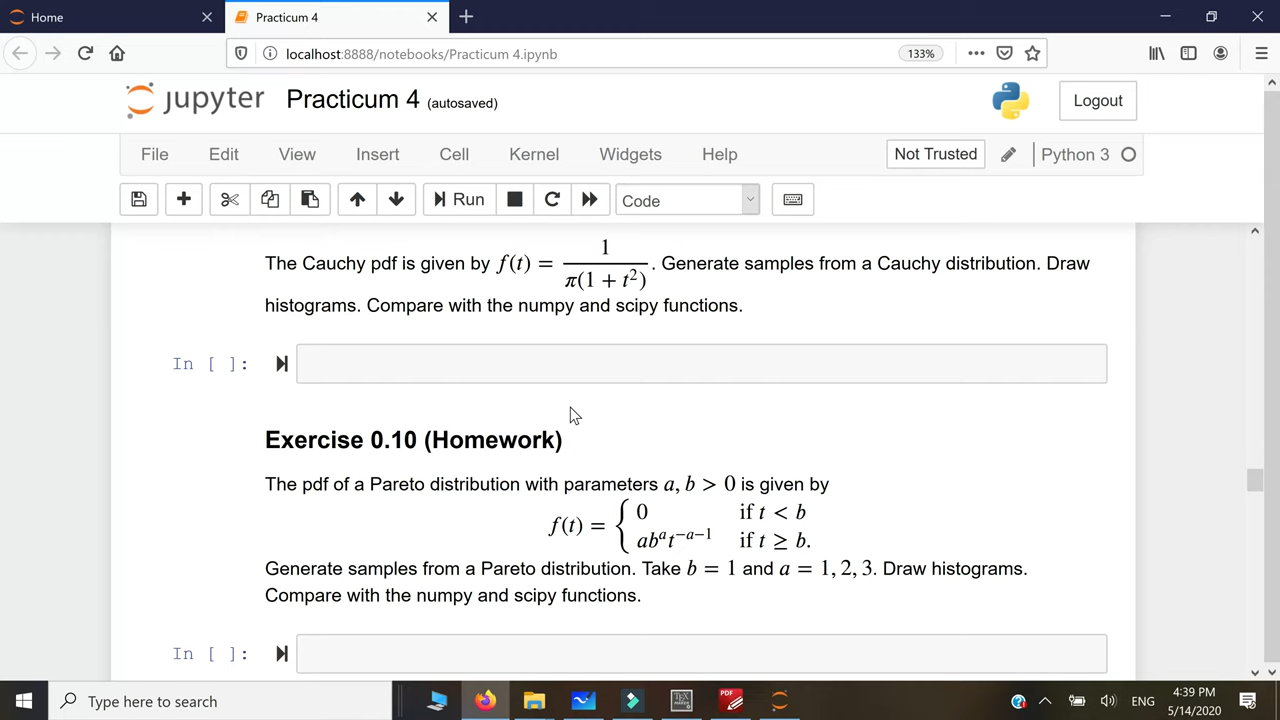 Home
Practicum 4
localhost:8888/notebooks/Practicum 4.ipynb
133%
jupyter Practicum 4 (autosaved)
Logout
File Edit View Insert Cell Kernel Widgets Help
Not Trusted
Python 3
Run
Code
The Cauchy pdf is given by f(t) = 1 / π(1 + t²). Generate samples from a Cauchy distribution. Draw
histograms. Compare with the numpy and scipy functions.
In [ ]:
Exercise 0.10 (Homework)
The pdf of a Pareto distribution with parameters a, b > 0 is given by
f(t) = { 0 if t < b
abᵃt⁻ᵃ⁻¹ if t ≥ b.
Generate samples from a Pareto distribution. Take b = 1 and a = 1, 2, 3. Draw histograms.
Compare with the numpy and scipy functions.
In [ ]:
Type here to search
TEX
MAKER
PDF
ENG
4:39 PM
5/14/2020